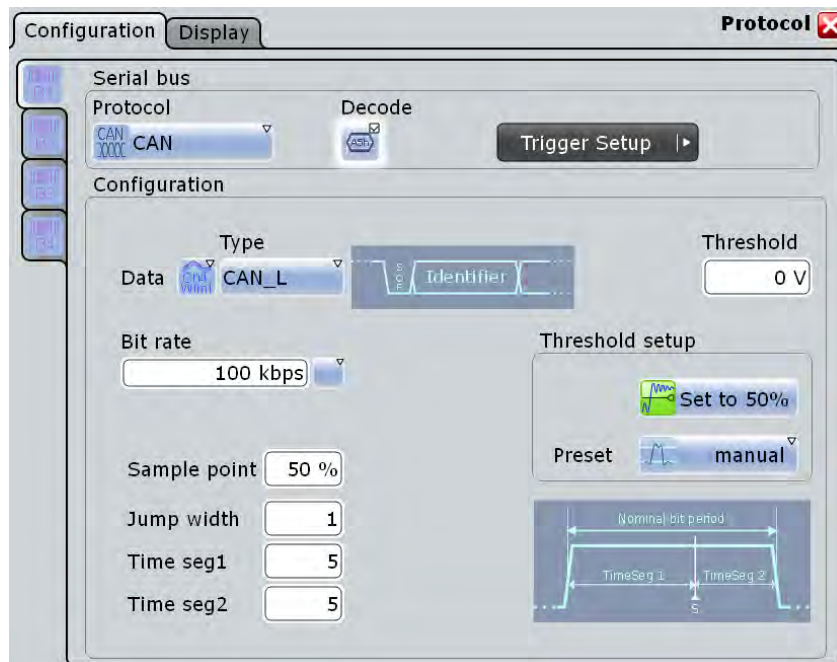 Configuration Display Protocol
Serial bus
Protocol Decode
CAN CAN Trigger Setup
Configuration
Type Threshold
Data CAN_L SOF Identifier 0 V
Bit rate Threshold setup
100 kbps
Set to 50%
Preset manual
Sample point 50 %
Jump width 1
Time seg1 5
Time seg2 5
Nominal bit period
TimeSeg 1 TimeSeg 2
S